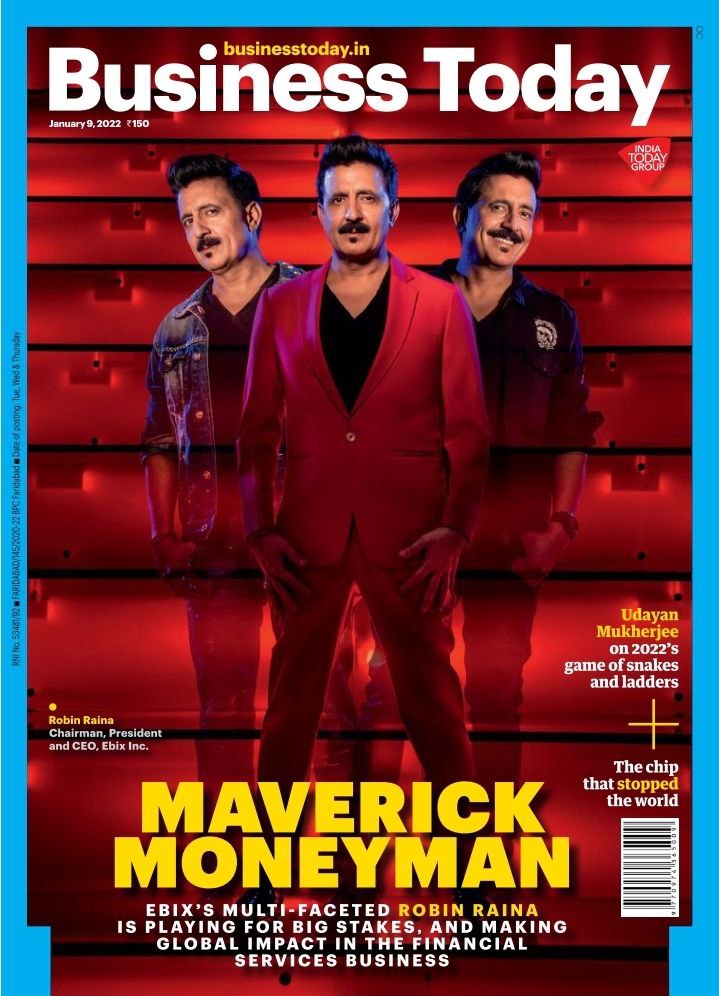 businesstoday.in
Business Today
January 9, 2022 ₹150
INDIA
TODAY
GROUP
RNI No. 53481/92 ■ FARIDABAD/145/2020-22 BPC Faridabad ■ Date of posting: Tue, Wed & Thursday
Udayan
Mukherjee
on 2022’s
game of snakes
and ladders
The chip
that stopped
the world
Robin Raina
Chairman, President
and CEO, Ebix Inc.
MAVERICK
MONEYMAN
EBIX’S MULTI-FACETED ROBIN RAINA
IS PLAYING FOR BIG STAKES, AND MAKING
GLOBAL IMPACT IN THE FINANCIAL
SERVICES BUSINESS